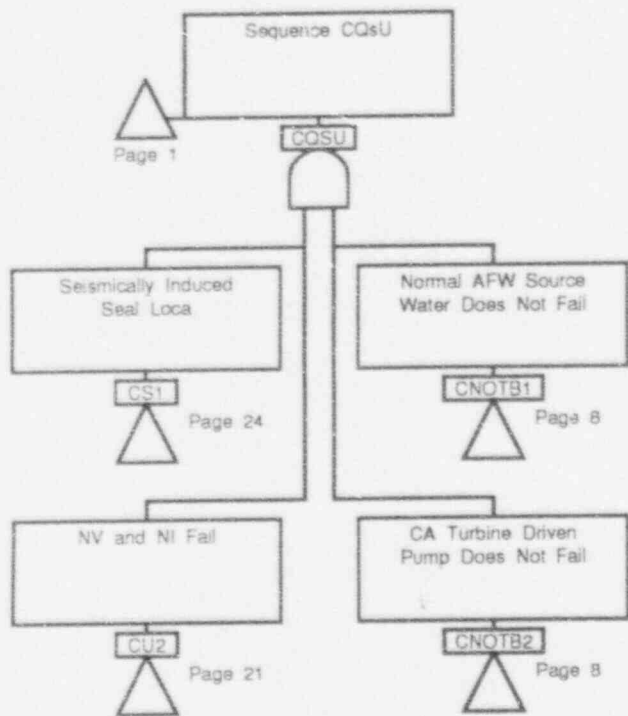 Sequence CQsU
Page 1
CQSU
Seismically Induced
Seal Loca
CS1
Page 24
Normal AFW Source
Water Does Not Fail
CNOTB1
Page 8
NV and NI Fail
CU2
Page 21
CA Turbine Driven
Pump Does Not Fail
CNOTB2
Page 8